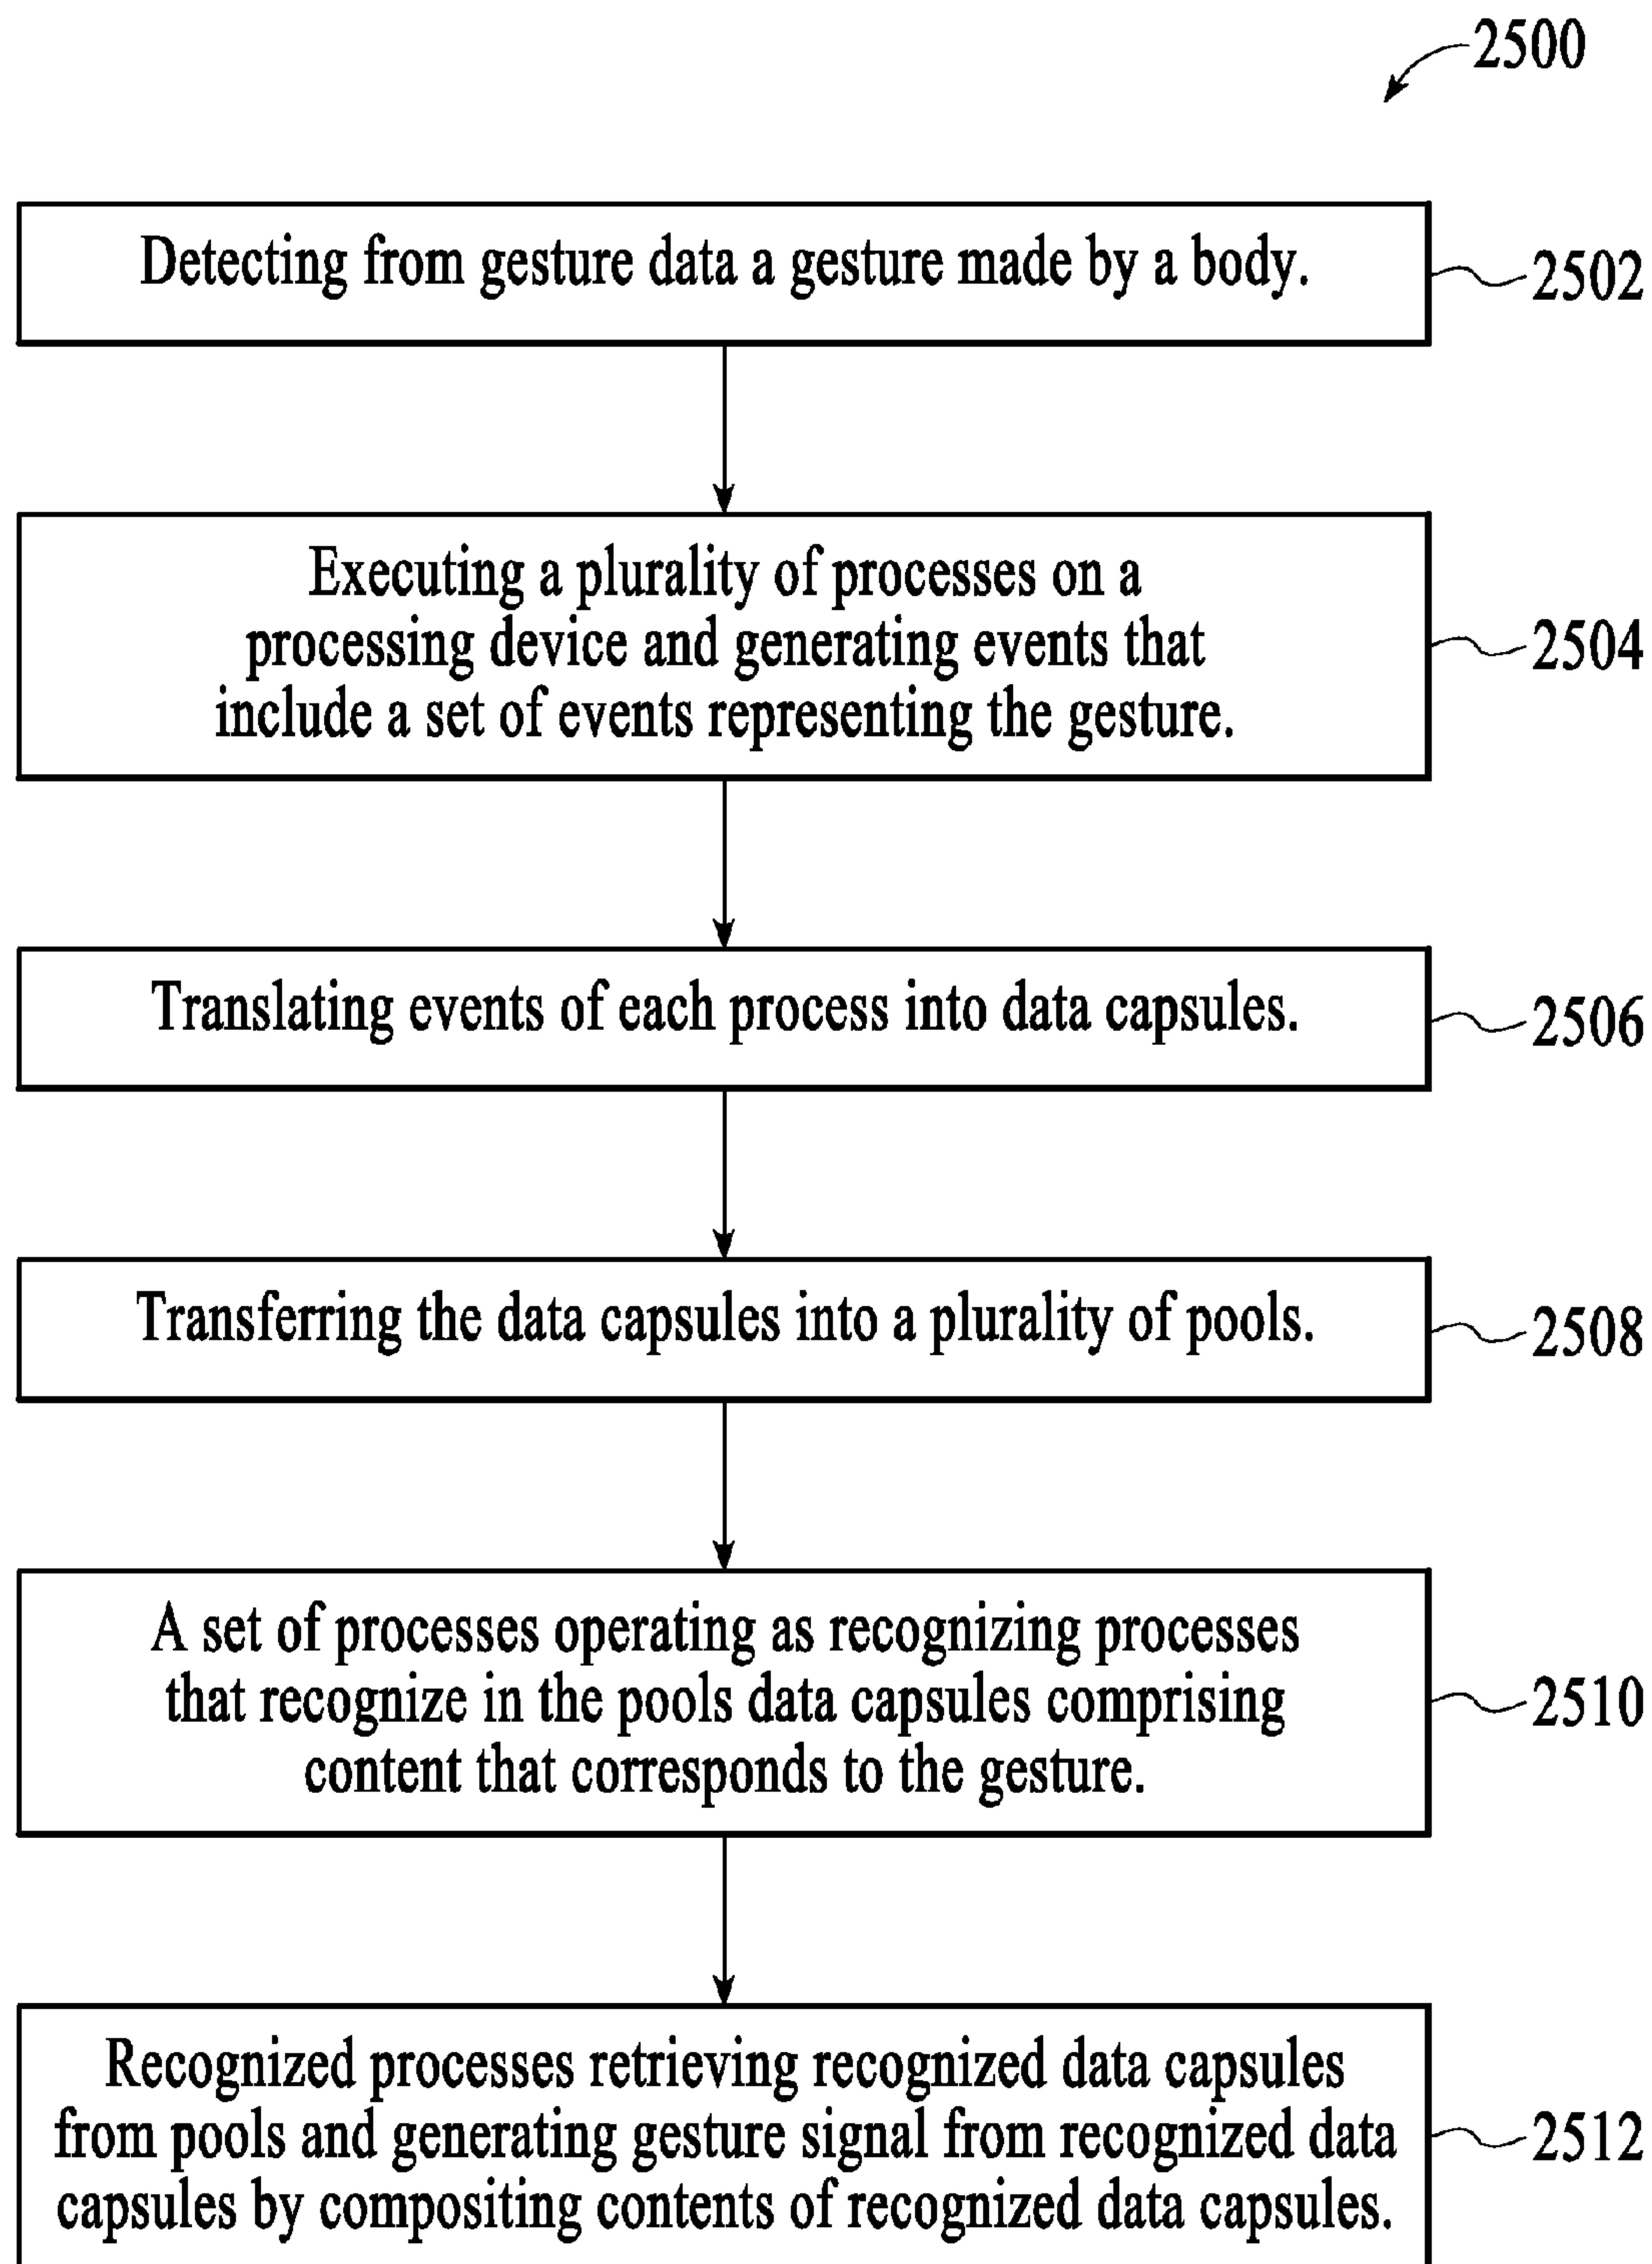 2500
Detecting from gesture data a gesture made by a body.
2502
Executing a plurality of processes on a
processing device and generating events that
include a set of events representing the gesture.
2504
Translating events of each process into data capsules.
2506
Transferring the data capsules into a plurality of pools.
2508
A set of processes operating as recognizing processes
that recognize in the pools data capsules comprising
content that corresponds to the gesture.
2510
Recognized processes retrieving recognized data capsules
from pools and generating gesture signal from recognized data
capsules by compositing contents of recognized data capsules.
2512